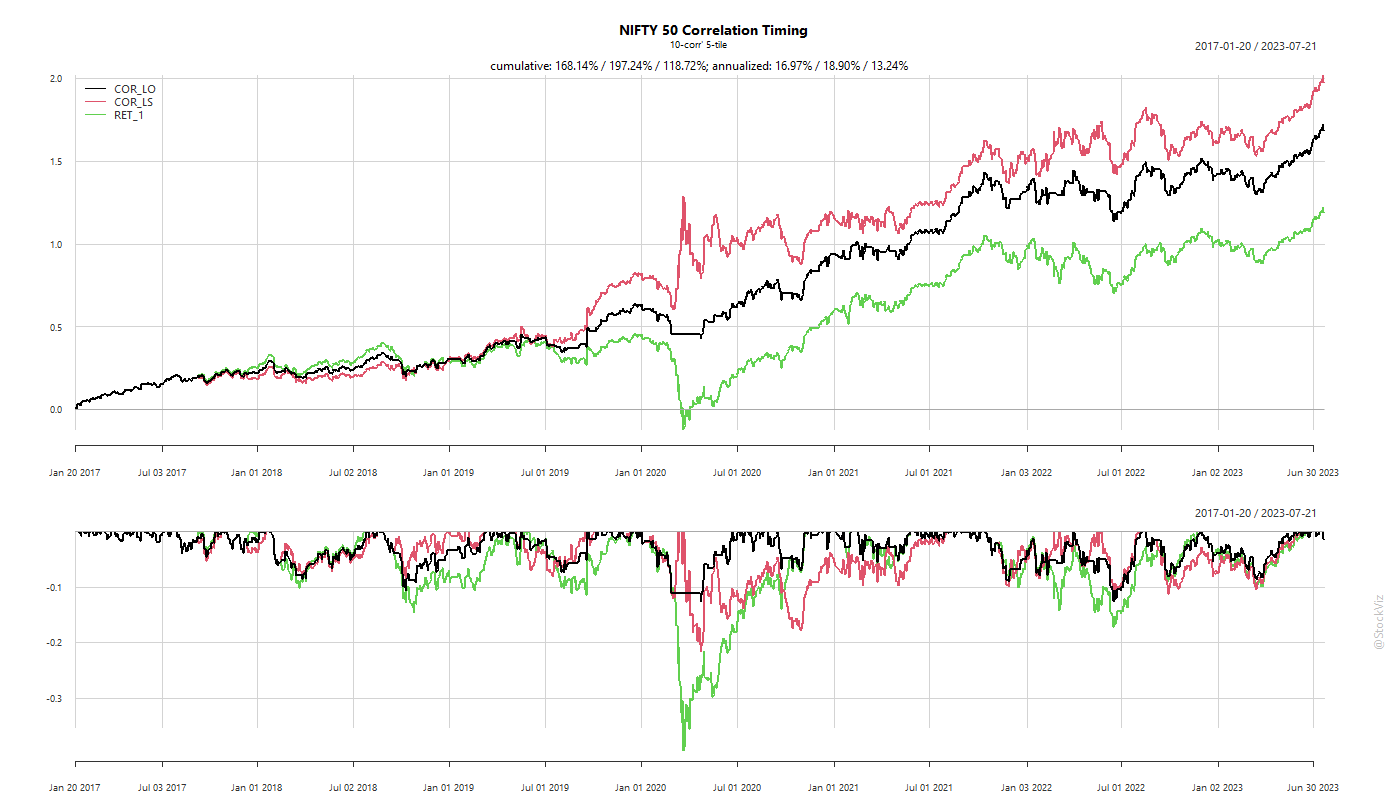 NIFTY 50 Correlation Timing
10-corr' 5-tile
2017-01-20 / 2023-07-21
cumulative: 168.14% / 197.24% / 118.72%; annualized: 16.97% / 18.90% / 13.24%
COR_LO
COR_LS
RET_1
2.0
1.5
1.0
0.5
0.0
Jan 20 2017 Jul 03 2017 Jan 01 2018 Jul 02 2018 Jan 01 2019 Jul 01 2019 Jan 01 2020 Jul 01 2020 Jan 01 2021 Jul 01 2021 Jan 03 2022 Jul 01 2022 Jan 02 2023 Jun 30 2023
2017-01-20 / 2023-07-21
-0.1
-0.2
-0.3
Jan 20 2017 Jul 03 2017 Jan 01 2018 Jul 02 2018 Jan 01 2019 Jul 01 2019 Jan 01 2020 Jul 01 2020 Jan 01 2021 Jul 01 2021 Jan 03 2022 Jul 01 2022 Jan 02 2023 Jun 30 2023
@StockViz